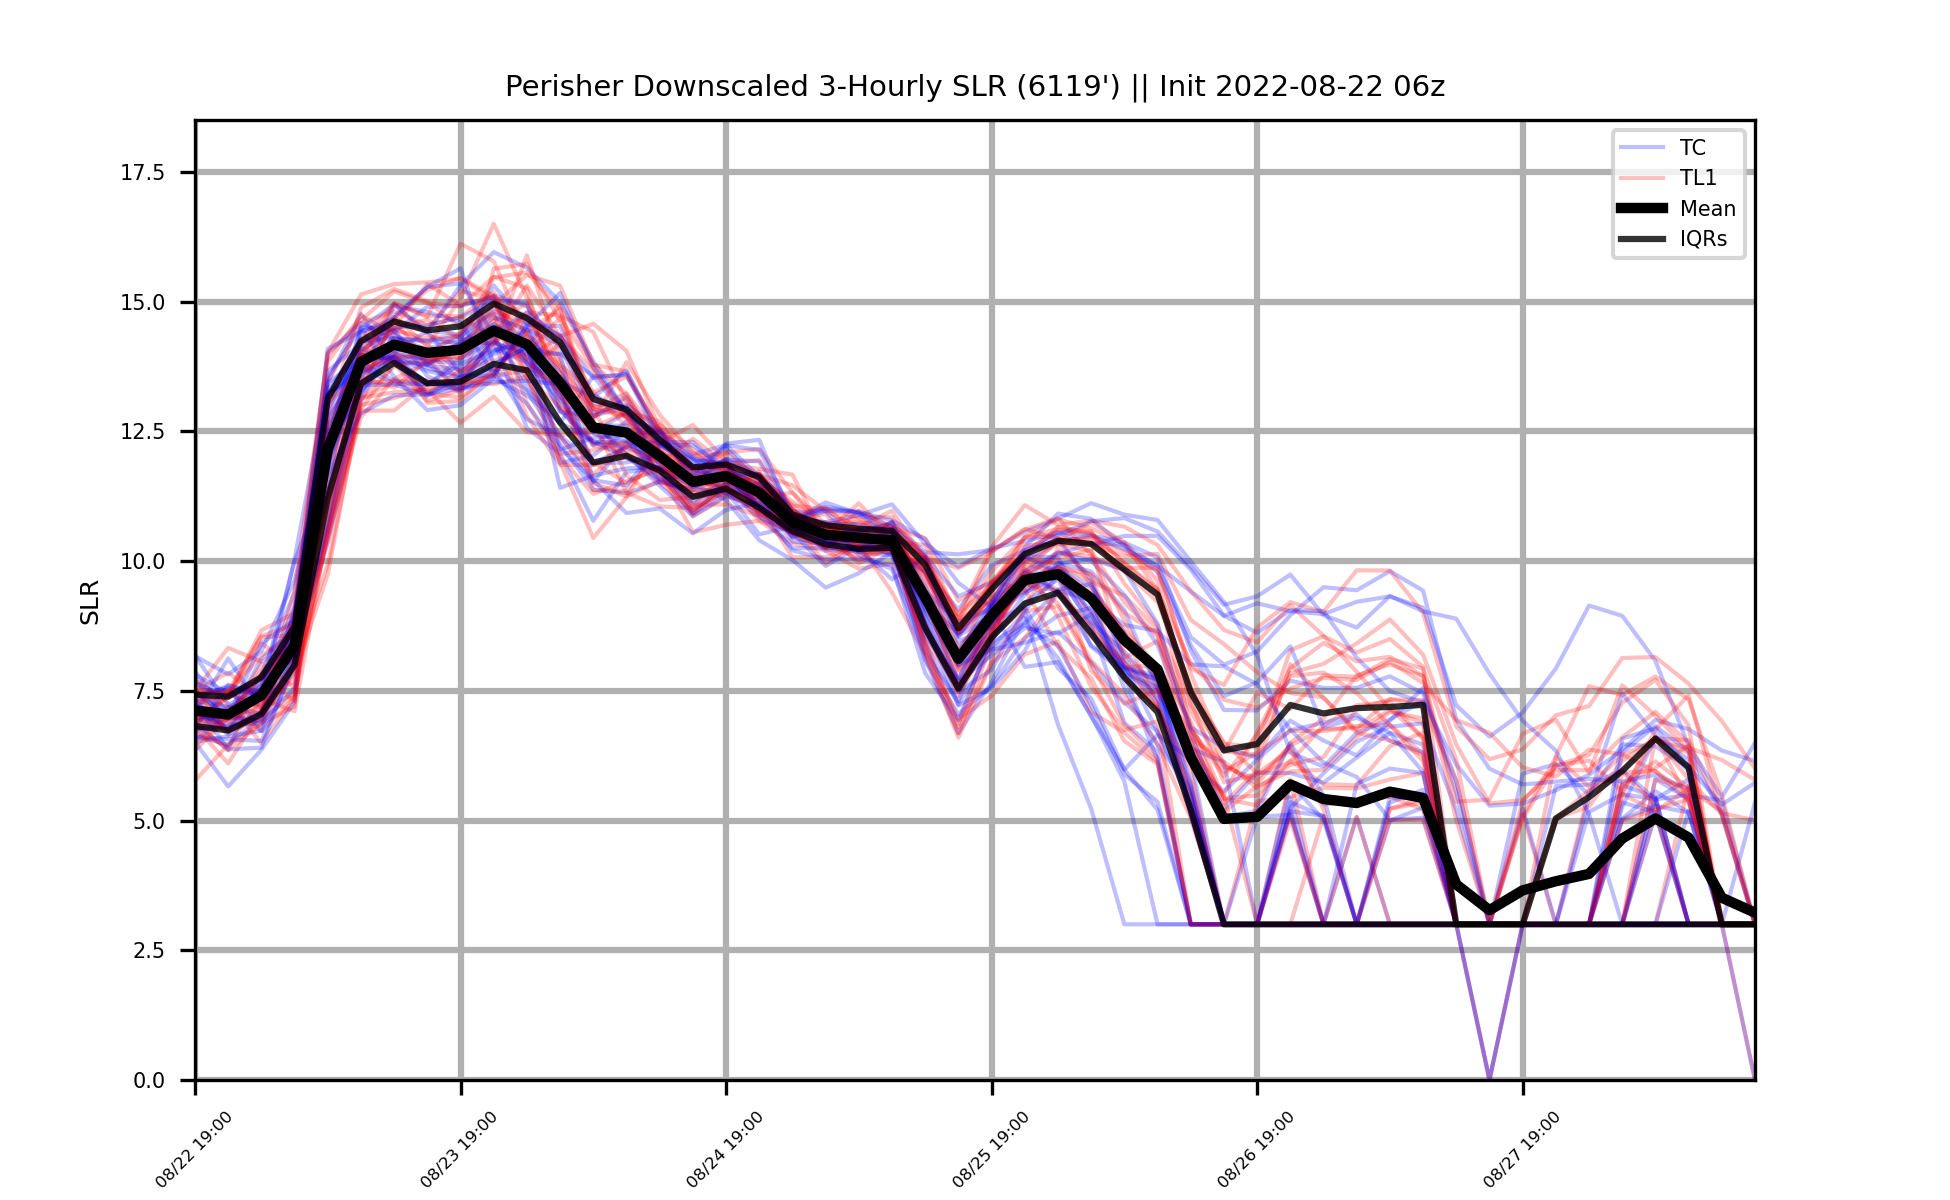 Perisher Downscaled 3-Hourly SLR (6119') || Init 2022-08-22 06z
TC
TL1
Mean
IQRs
SLR
17.5
15.0
12.5
10.0
7.5
5.0
2.5
0.0
08/22 19:00
08/23 19:00
08/24 19:00
08/25 19:00
08/26 19:00
08/27 19:00